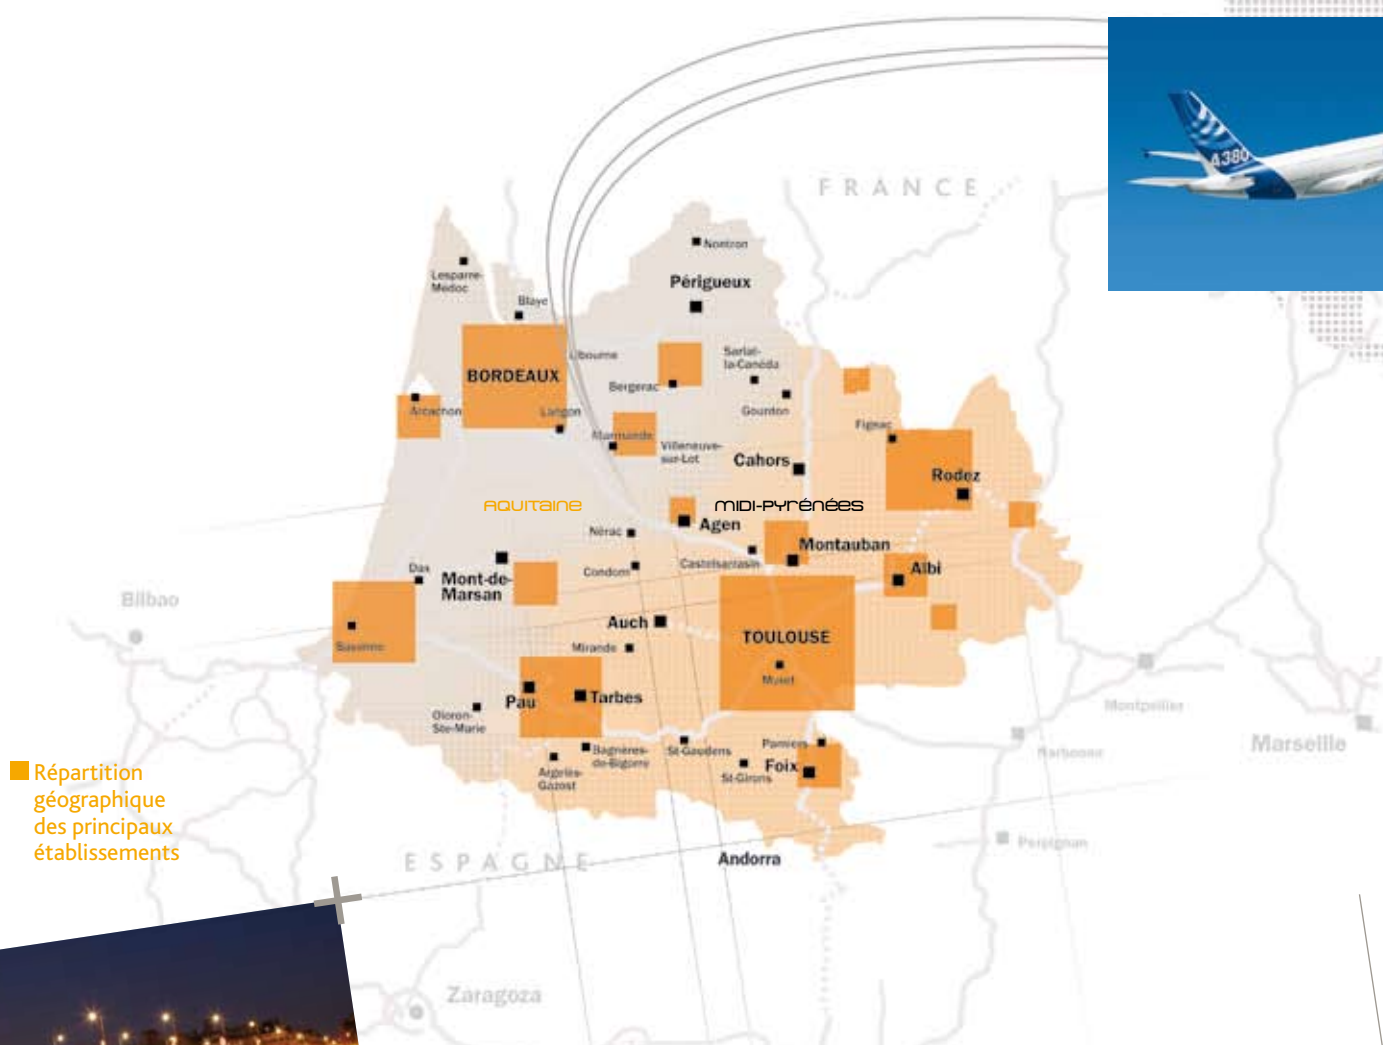 A380
FRANCE
Nontron
Périgueux
Lesparre-
Medoc
Blaye
Libourne
Sarlat-
la-Canéda
BORDEAUX
Bergerac
Arcachon
Langon
Gourdon
Figeac
Marmande
Villeneuve-
sur-Lot
Cahors
Rodez
AQUITAINE
MIDI-PYRÉNÉES
Agen
Nérac
Montauban
Castelsarrasin
Dax
Mont-de-
Marsan
Condom
Albi
Bilbao
Auch
TOULOUSE
Bayonne
Mirande
Muret
Pau
Tarbes
Oloron-
Ste-Marie
Montpellier
Bagnères-
de-Bigorre
St-Gaudens
Pamiers
Narbonne
Marseille
Argelès-
Gazost
St-Girons
Foix
Répartition
géographique
des principaux
établissements
Perpignan
ESPAGNE
Andorra
Zaragoza